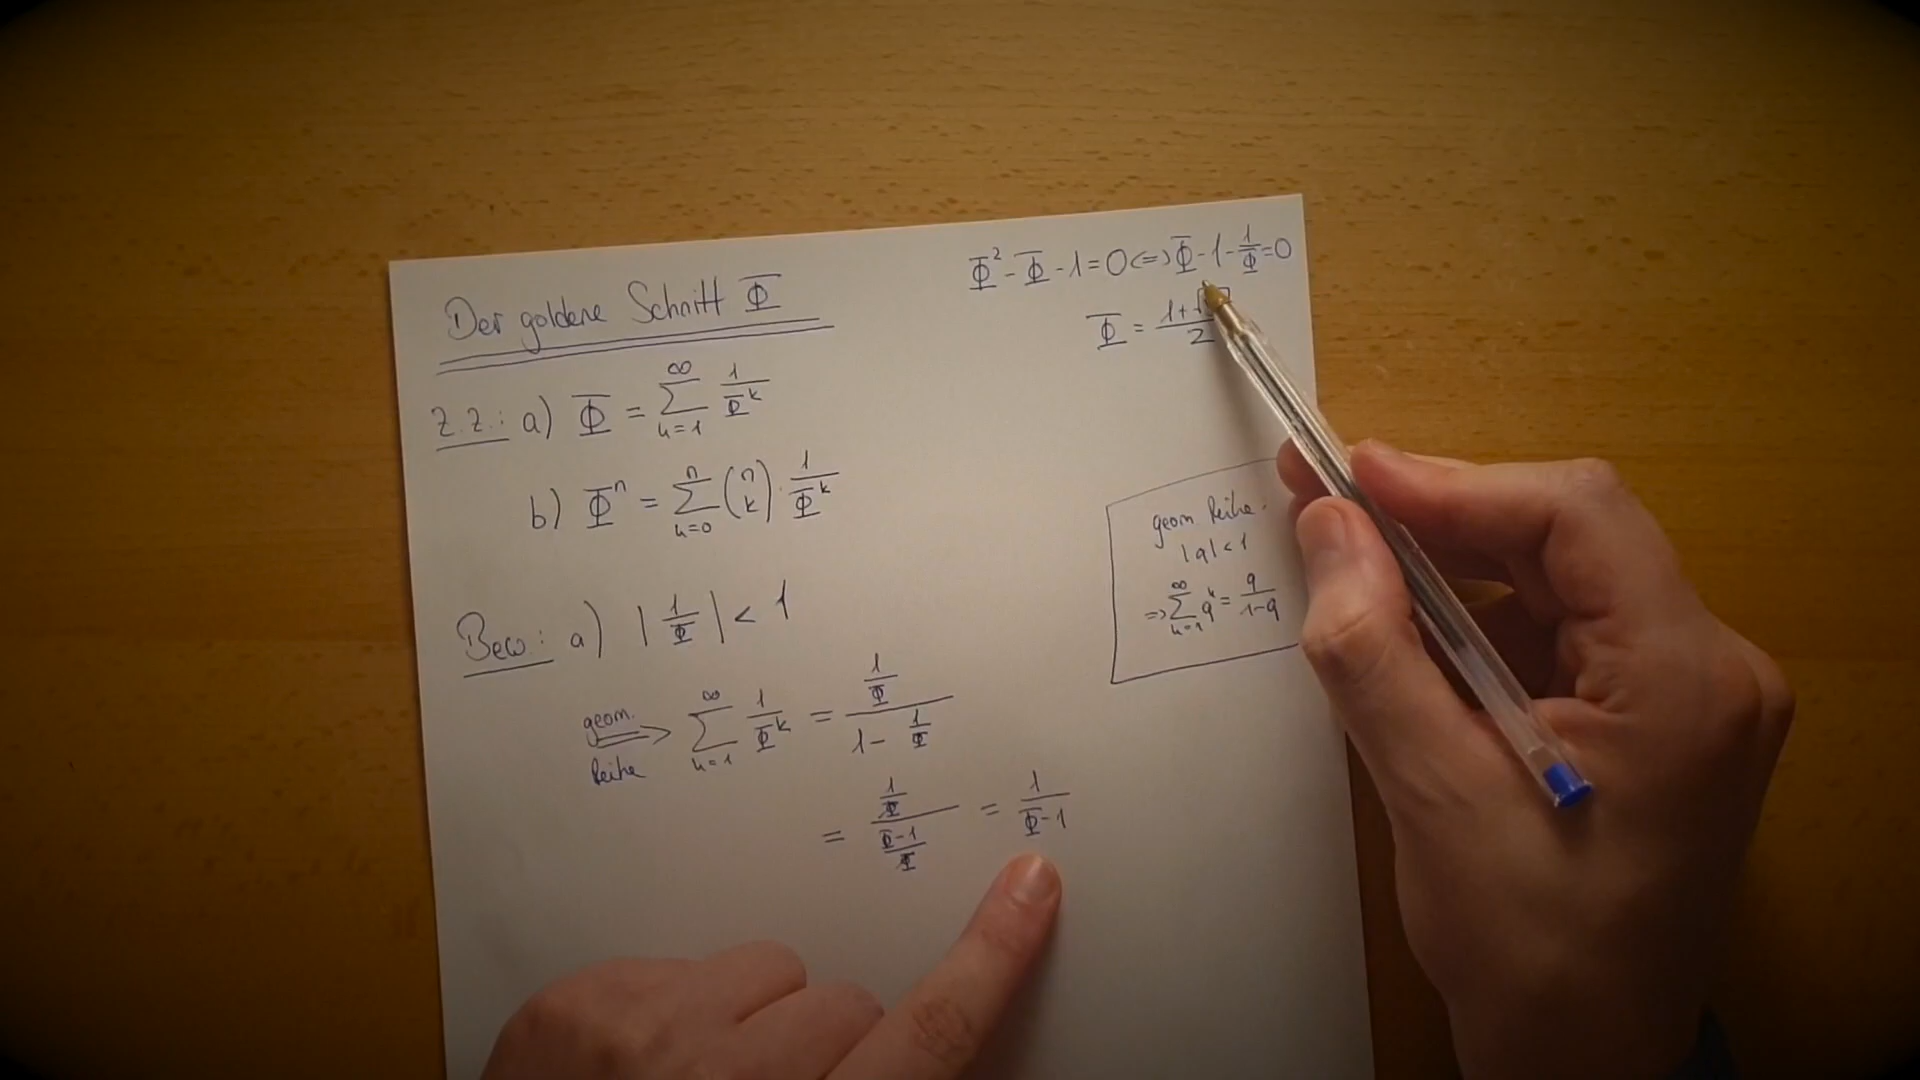 Der goldene Schnitt Φ
Φ² - Φ - 1 = 0 <=> Φ - 1 - 1/Φ = 0
Φ = (1 + √ )/2
Z.Z.: a) Φ = ∑_{k=1}^{∞} 1/Φ^k
b) Φ^n = ∑_{k=0}^{n} (n k) · 1/Φ^k
geom. Reihe:
|q| < 1
=> ∑_{k=1}^{∞} q^k = q/(1-q)
Bew.: a) |1/Φ| < 1
geom. Reihe ⟹ ∑_{k=1}^{∞} 1/Φ^k = (1/Φ)/(1 - 1/Φ)
= (1/Φ)/((Φ-1)/Φ) = 1/(Φ-1)